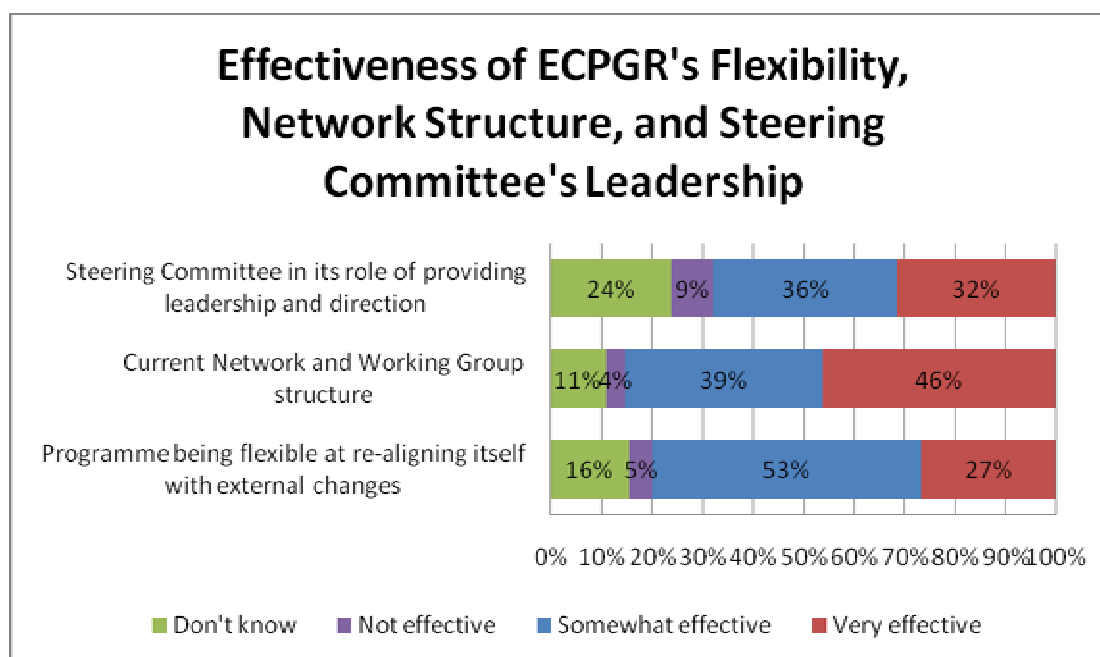 Effectiveness of ECPGR's Flexibility,
Network Structure, and Steering
Committee's Leadership
Steering Committee in its role of providing
leadership and direction
24% 9% 36% 32%
Current Network and Working Group
structure
11% 4% 39% 46%
Programme being flexible at re-aligning itself
with external changes
16% 5% 53% 27%
0% 10% 20% 30% 40% 50% 60% 70% 80% 90% 100%
Don't know Not effective Somewhat effective Very effective